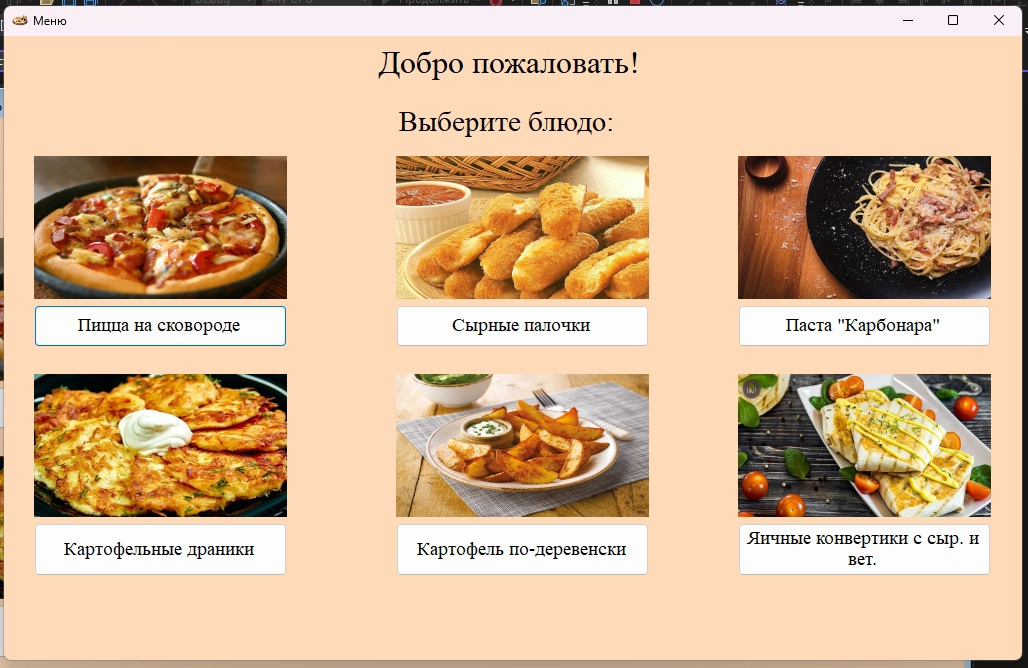 Меню
Добро пожаловать!
Выберите блюдо:
Пицца на сковороде
Сырные палочки
Паста "Карбонара"
Картофельные драники
Картофель по-деревенски
Яичные конвертики с сыр. и
вет.